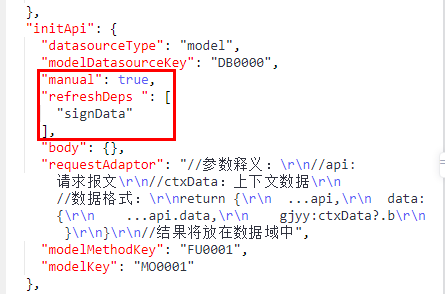 },
"initApi": {
"datasourceType": "model",
"modelDatasourceKey": "DB0000",
"manual": true,
"refreshDeps ": [
"signData"
],
"body": {},
"requestAdaptor": "//参数释义：\r\n//api:
请求报文\r\n//ctxData：上下文数据\r\n
//数据格式：\r\nreturn {\r\n  ...api,\r\n  data:
{\r\n    ...api.data,\r\n    gjyy:ctxData?.b\r\n
 }\r\n}\r\n//结果将放在数据域中",
"modelMethodKey": "FU0001",
"modelKey": "MO0001"
},